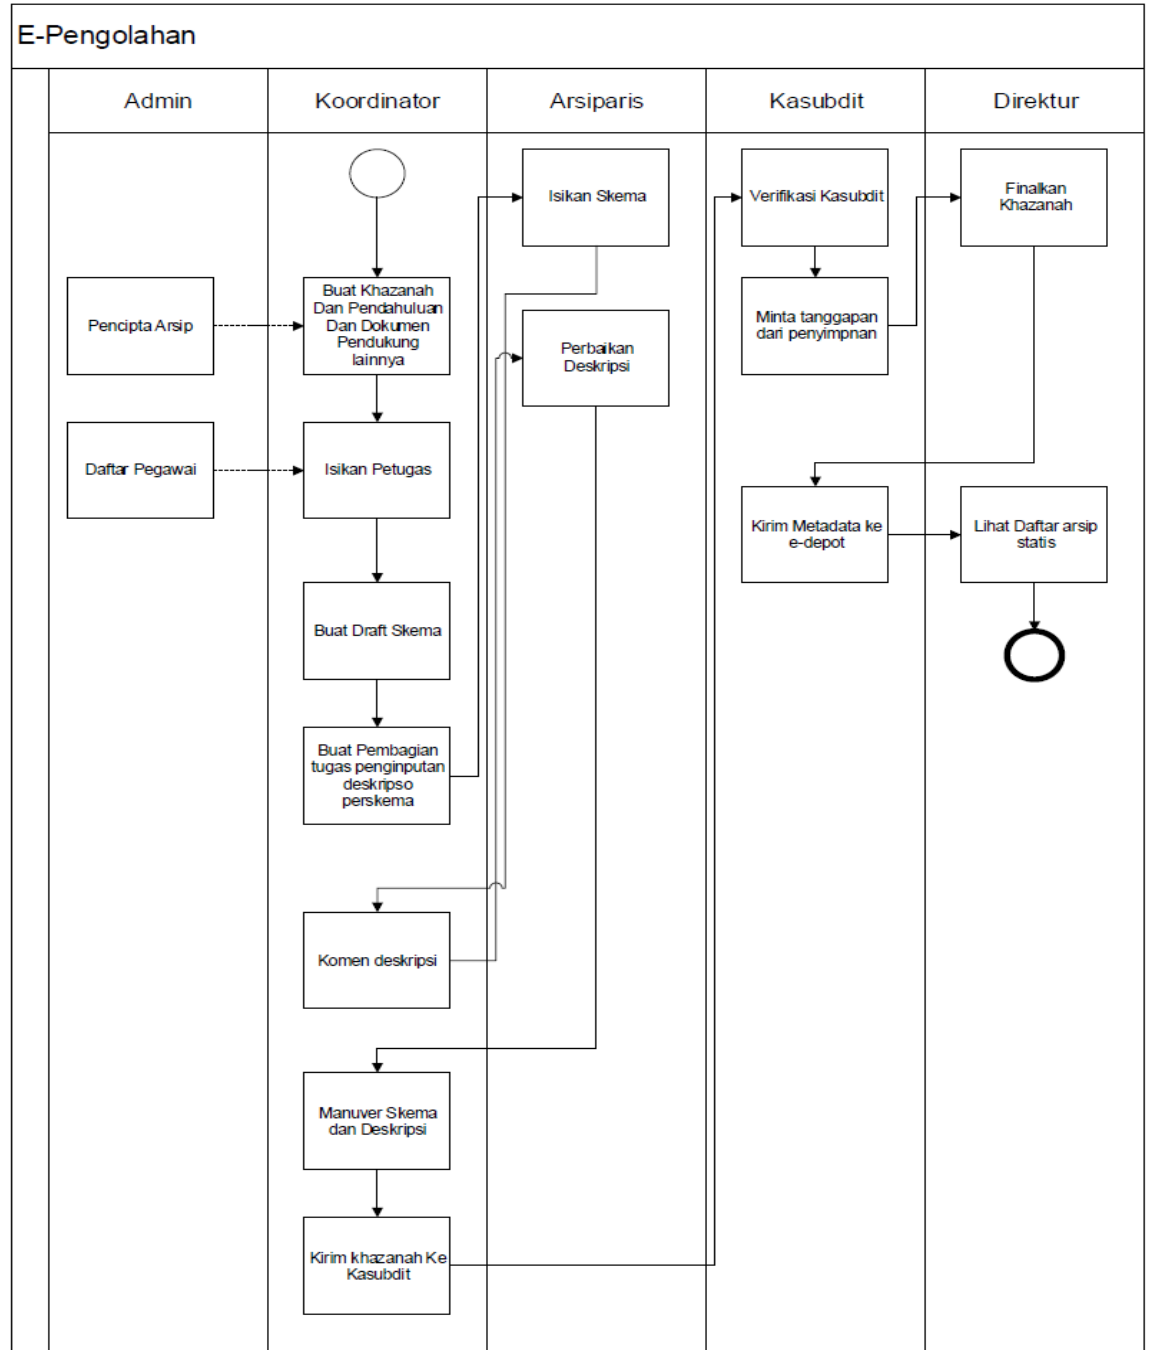 E-Pengolahan
Admin
Koordinator
Arsiparis
Kasubdit
Direktur
Pencipta Arsip
Daftar Pegawai
Buat Khazanah
Dan Pendahuluan
Dan Dokumen
Pendukung
lainnya
Isikan Petugas
Buat Draft Skema
Buat Pembagian
tugas penginputan
deskripso
perskema
Komen deskripsi
Manuver Skema
dan Deskripsi
Kirim khazanah Ke
Kasubdit
Isikan Skema
Perbaikan
Deskripsi
Verifikasi Kasubdit
Minta tanggapan
dari penyimpnan
Kirim Metadata ke
e-depot
Finalkan
Khazanah
Lihat Daftar arsip
statis